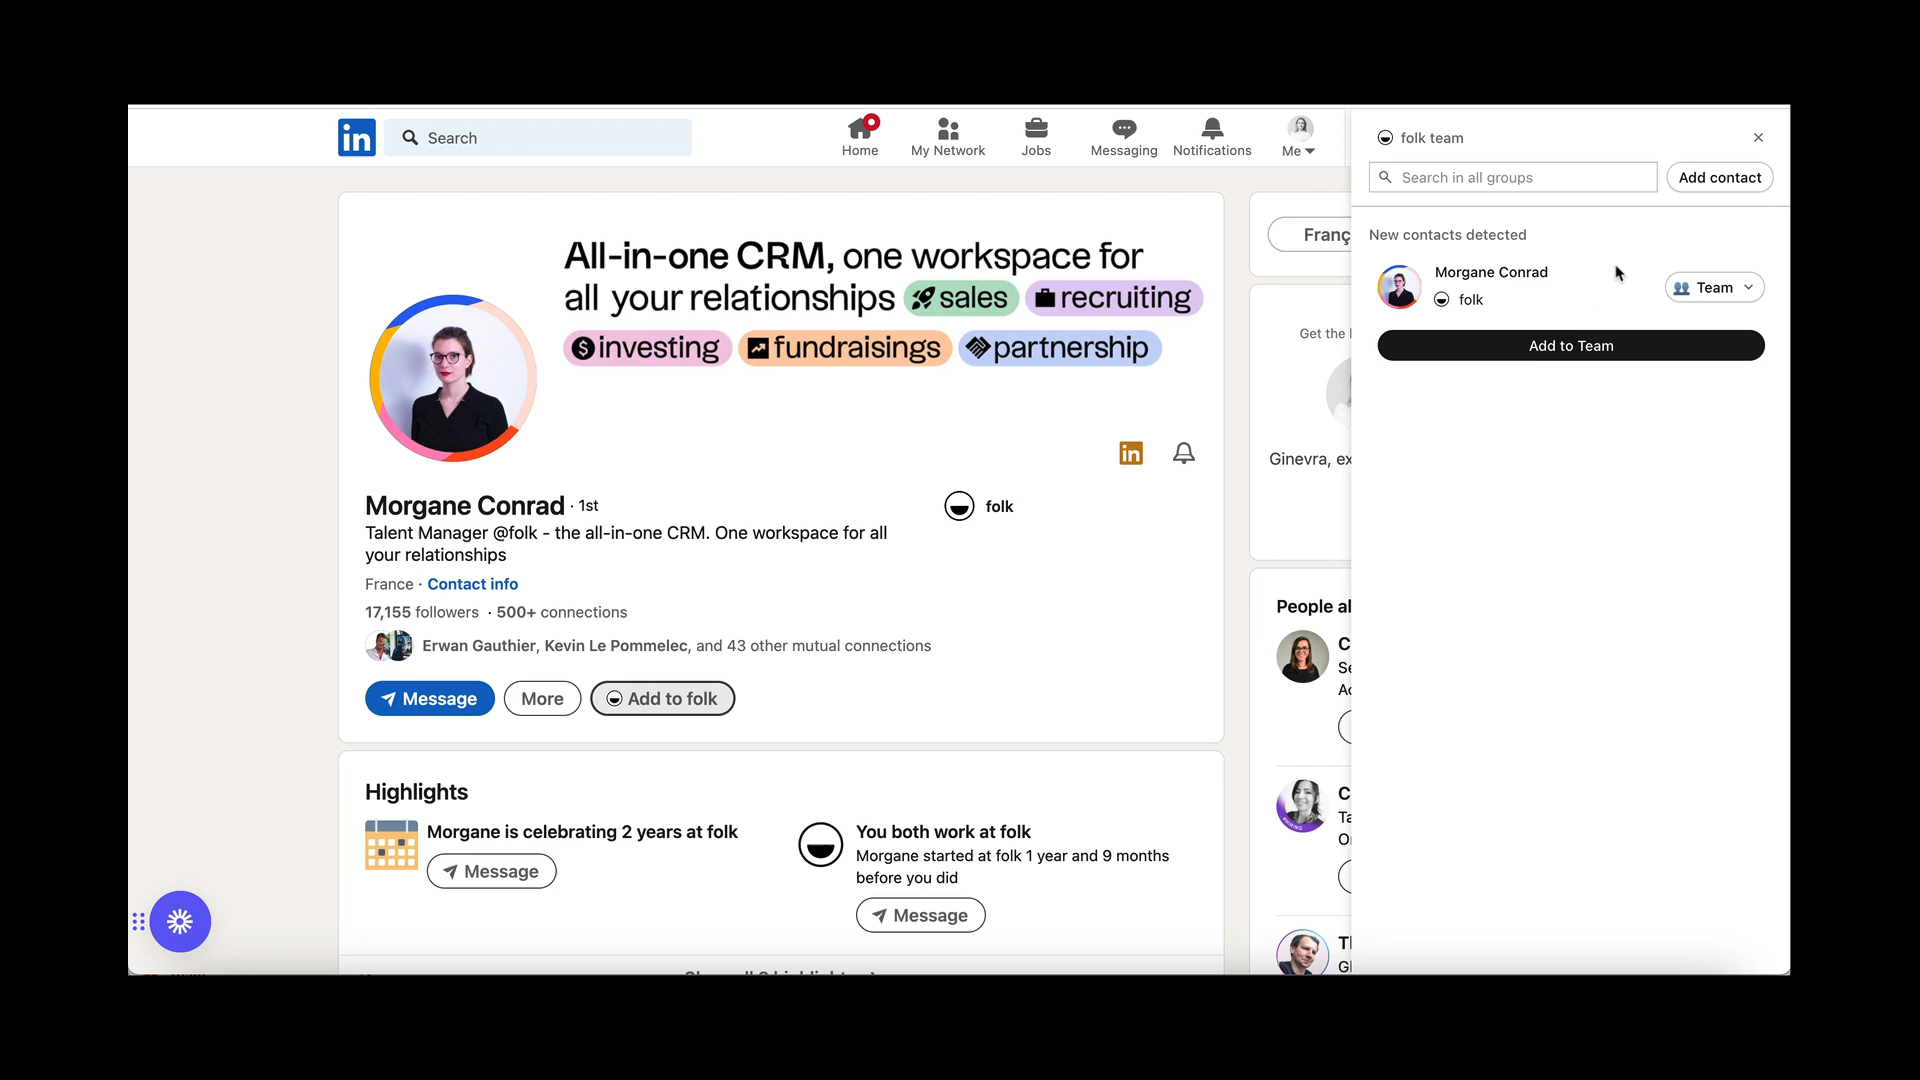 in
Search
Home
My Network
Jobs
Messaging
Notifications
Me
folk team
Search in all groups
Add contact
New contacts detected
Morgane Conrad
folk
Team
Add to Team
All-in-one CRM, one workspace for
all your relationships sales recruiting
investing fundraisings partnership
in
Morgane Conrad · 1st
folk
Talent Manager @folk - the all-in-one CRM. One workspace for all
your relationships
France · Contact info
17,155 followers · 500+ connections
Erwan Gauthier, Kevin Le Pommelec, and 43 other mutual connections
Message
More
Add to folk
Highlights
Morgane is celebrating 2 years at folk
Message
You both work at folk
Morgane started at folk 1 year and 9 months
before you did
Message
Franç
Get the
Ginevra, ex
People al
C
Se
Ac
C
Ta
O